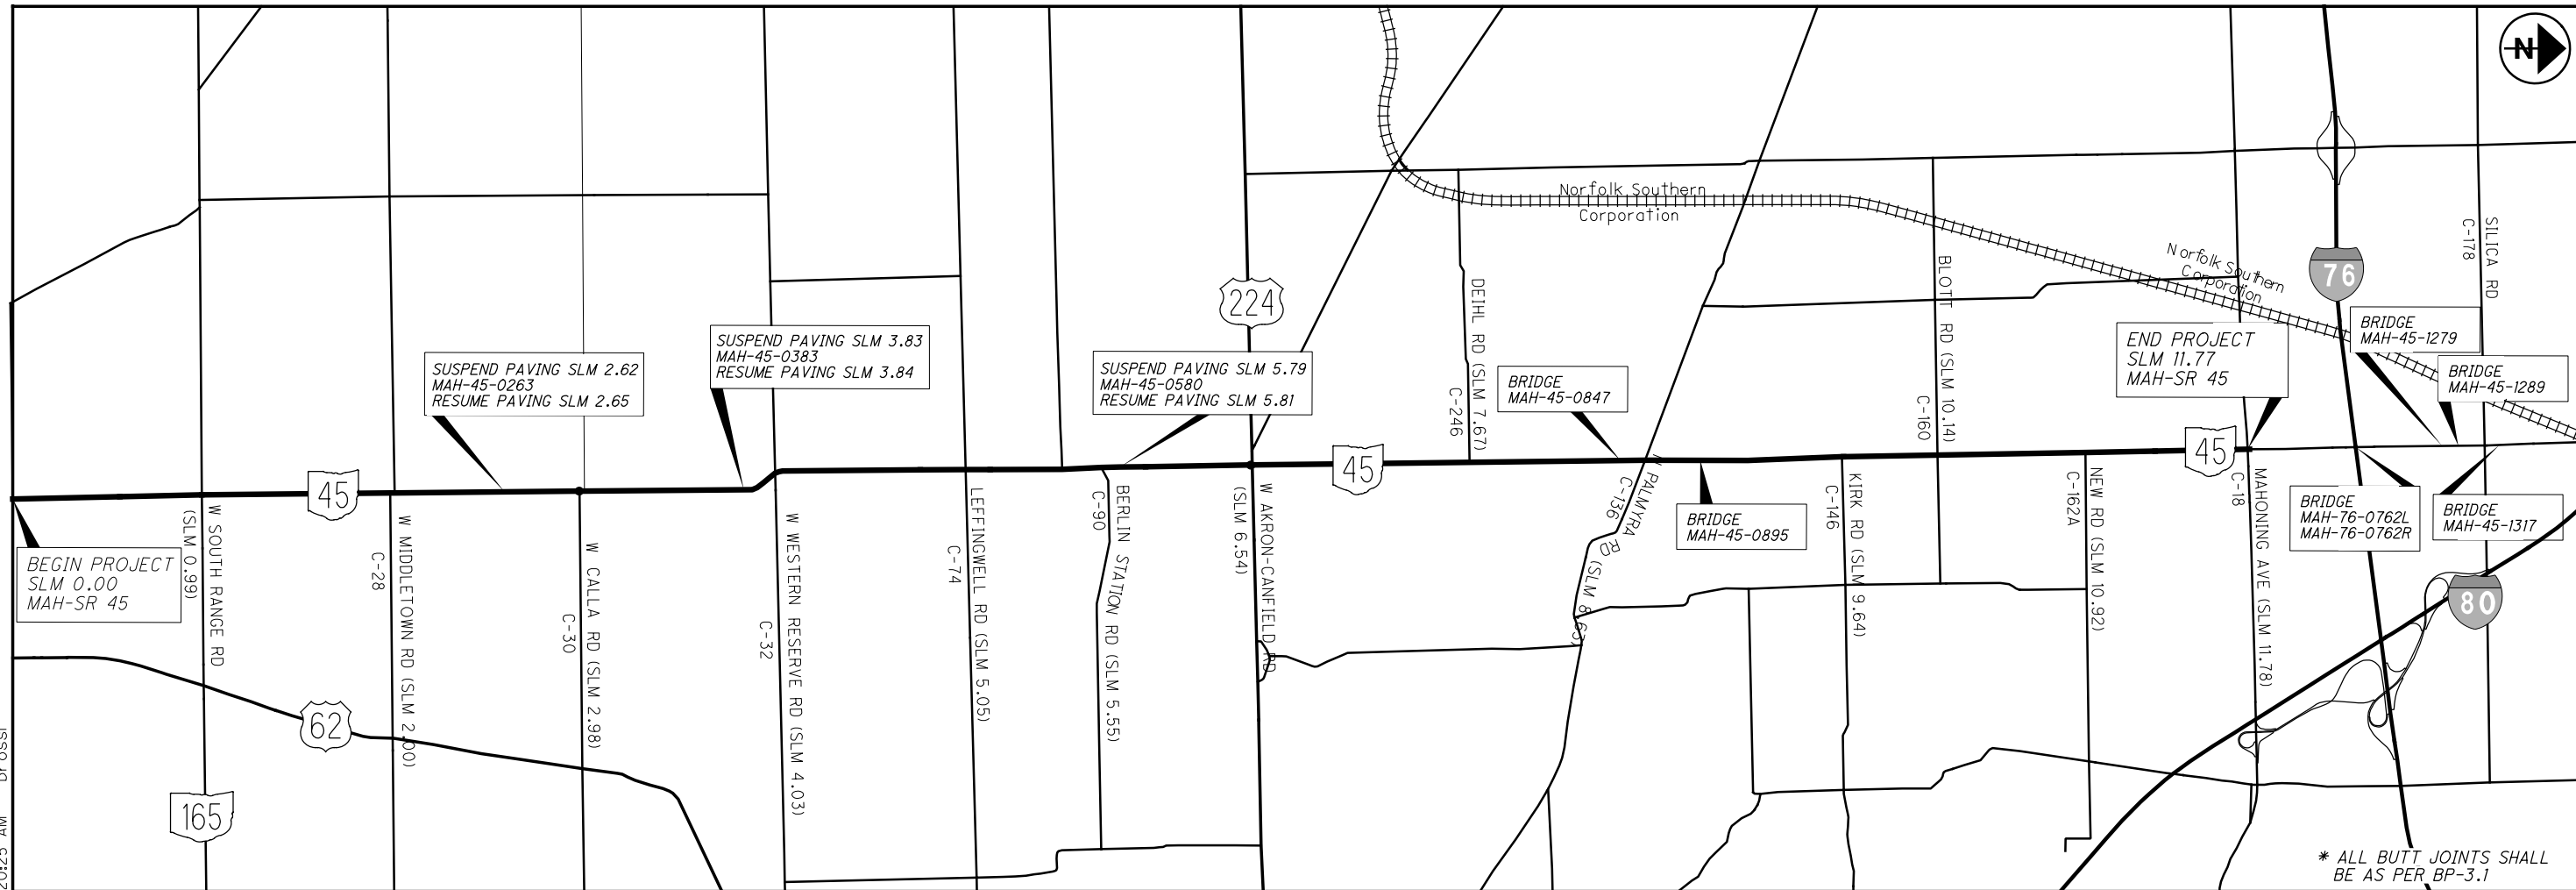 N
Norfolk Southern
Corporation
Norfolk Southern
Corporation
SILICA RD
C-178
76
224
SUSPEND PAVING SLM 2.62
MAH-45-0263
RESUME PAVING SLM 2.65
SUSPEND PAVING SLM 3.83
MAH-45-0383
RESUME PAVING SLM 3.84
SUSPEND PAVING SLM 5.79
MAH-45-0580
RESUME PAVING SLM 5.81
DEIHL RD (SLM 7.67)
C-246
BRIDGE
MAH-45-0847
BLOTT RD (SLM 10.14)
C-160
END PROJECT
SLM 11.77
MAH-SR 45
BRIDGE
MAH-45-1279
BRIDGE
MAH-45-1289
45
45
45
BEGIN PROJECT
SLM 0.00
MAH-SR 45
W SOUTH RANGE RD
(SLM 0.99)
W MIDDLETOWN RD (SLM 2.00)
C-28
W CALLA RD (SLM 2.98)
C-30
W WESTERN RESERVE RD (SLM 4.03)
C-32
LEFFINGWELL RD (SLM 5.05)
C-74
BERLIN STATION RD (SLM 5.55)
C-90
W AKRON-CANFIELD RD
(SLM 6.54)
W PALMYRA RD (SLM 8.63)
C-136
BRIDGE
MAH-45-0895
KIRK RD (SLM 9.64)
C-146
NEW RD (SLM 10.92)
C-162A
MAHONING AVE (SLM 11.78)
C-18
BRIDGE
MAH-76-0762L
MAH-76-0762R
BRIDGE
MAH-45-1317
80
62
165
* ALL BUTT JOINTS SHALL
BE AS PER BP-3.1